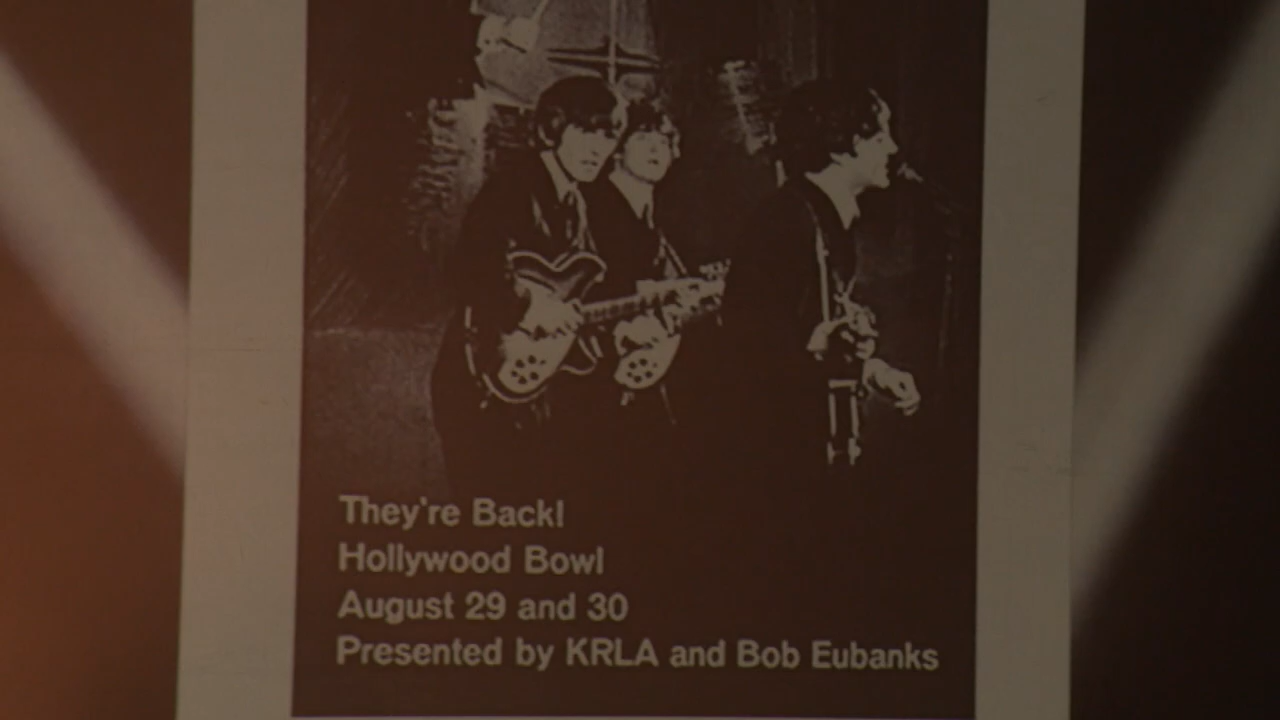 They're Back!
Hollywood Bowl
August 29 and 30
Presented by KRLA and Bob Eubanks